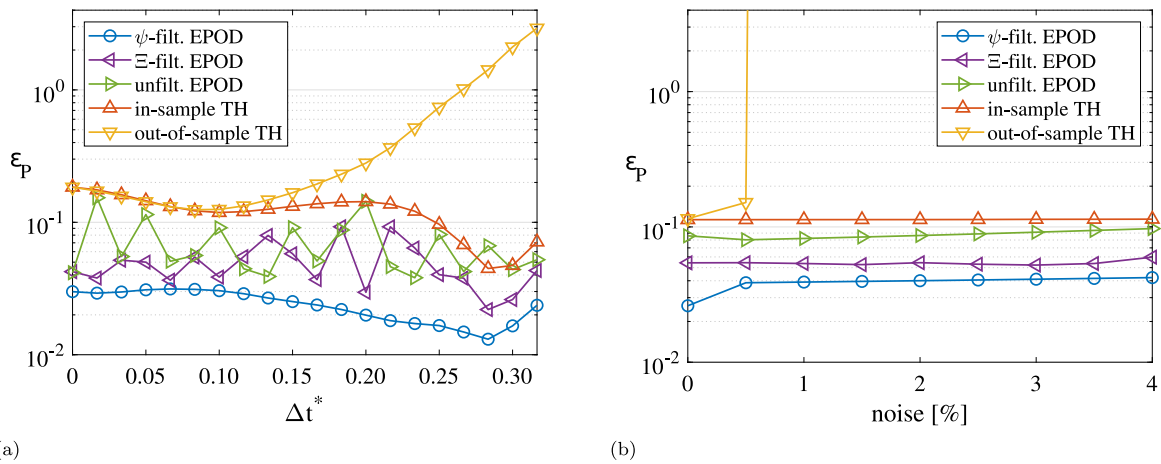 ψ-filt. EPOD
Ξ-filt. EPOD
unfilt. EPOD
in-sample TH
out-of-sample TH
10^0
10^-1
10^-2
ε_P
0 0.05 0.10 0.15 0.20 0.25 0.30
Δt^*
(a)
ψ-filt. EPOD
Ξ-filt. EPOD
unfilt. EPOD
in-sample TH
out-of-sample TH
10^0
10^-1
10^-2
ε_P
0 1 2 3 4
noise [%]
(b)